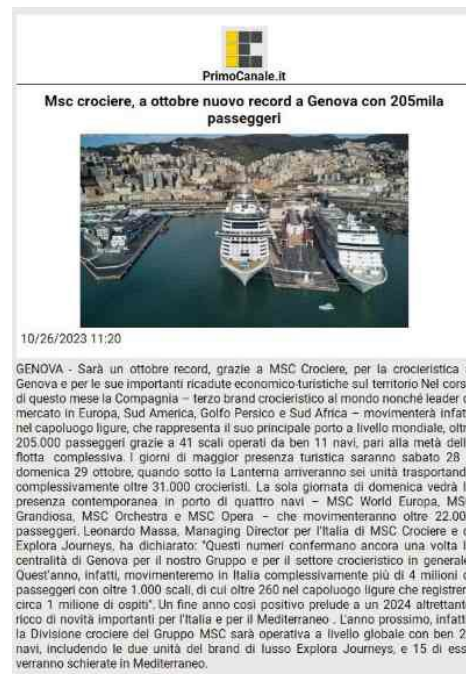 PrimoCanale.it
Msc crociere, a ottobre nuovo record a Genova con 205mila
passeggeri
10/26/2023 11:20
GENOVA - Sarà un ottobre record, grazie a MSC Crociere, per la crocieristica
Genova e per le sue importanti ricadute economico-turistiche sul territorio Nel cors
di questo mese la Compagnia – terzo brand crocieristico al mondo nonché leader d
mercato in Europa, Sud America, Golfo Persico e Sud Africa – movimenterà infat
nel capoluogo ligure, che rappresenta il suo principale porto a livello mondiale, oltr
205.000 passeggeri grazie a 41 scali operati da ben 11 navi, pari alla metà dell
flotta complessiva. I giorni di maggior presenza turistica saranno sabato 28
domenica 29 ottobre, quando sotto la Lanterna arriveranno sei unità trasportand
complessivamente oltre 31.000 crocieristi. La sola giornata di domenica vedrà l
presenza contemporanea in porto di quattro navi – MSC World Europa, MS
Grandiosa, MSC Orchestra e MSC Opera – che movimenteranno oltre 22.00
passeggeri. Leonardo Massa, Managing Director per l'Italia di MSC Crociere e d
Explora Journeys, ha dichiarato: "Questi numeri confermano ancora una volta l
centralità di Genova per il nostro Gruppo e per il settore crocieristico in generale
Quest'anno, infatti, movimenteremo in Italia complessivamente più di 4 milioni d
passeggeri con oltre 1.000 scali, di cui oltre 260 nel capoluogo ligure che registrer
circa 1 milione di ospiti". Un fine anno così positivo prelude a un 2024 altrettant
ricco di novità importanti per l'Italia e per il Mediterraneo . L'anno prossimo, infatt
la Divisione crociere del Gruppo MSC sarà operativa a livello globale con ben 2
navi, includendo le due unità del brand di lusso Explora Journeys, e 15 di ess
verranno schierate in Mediterraneo.